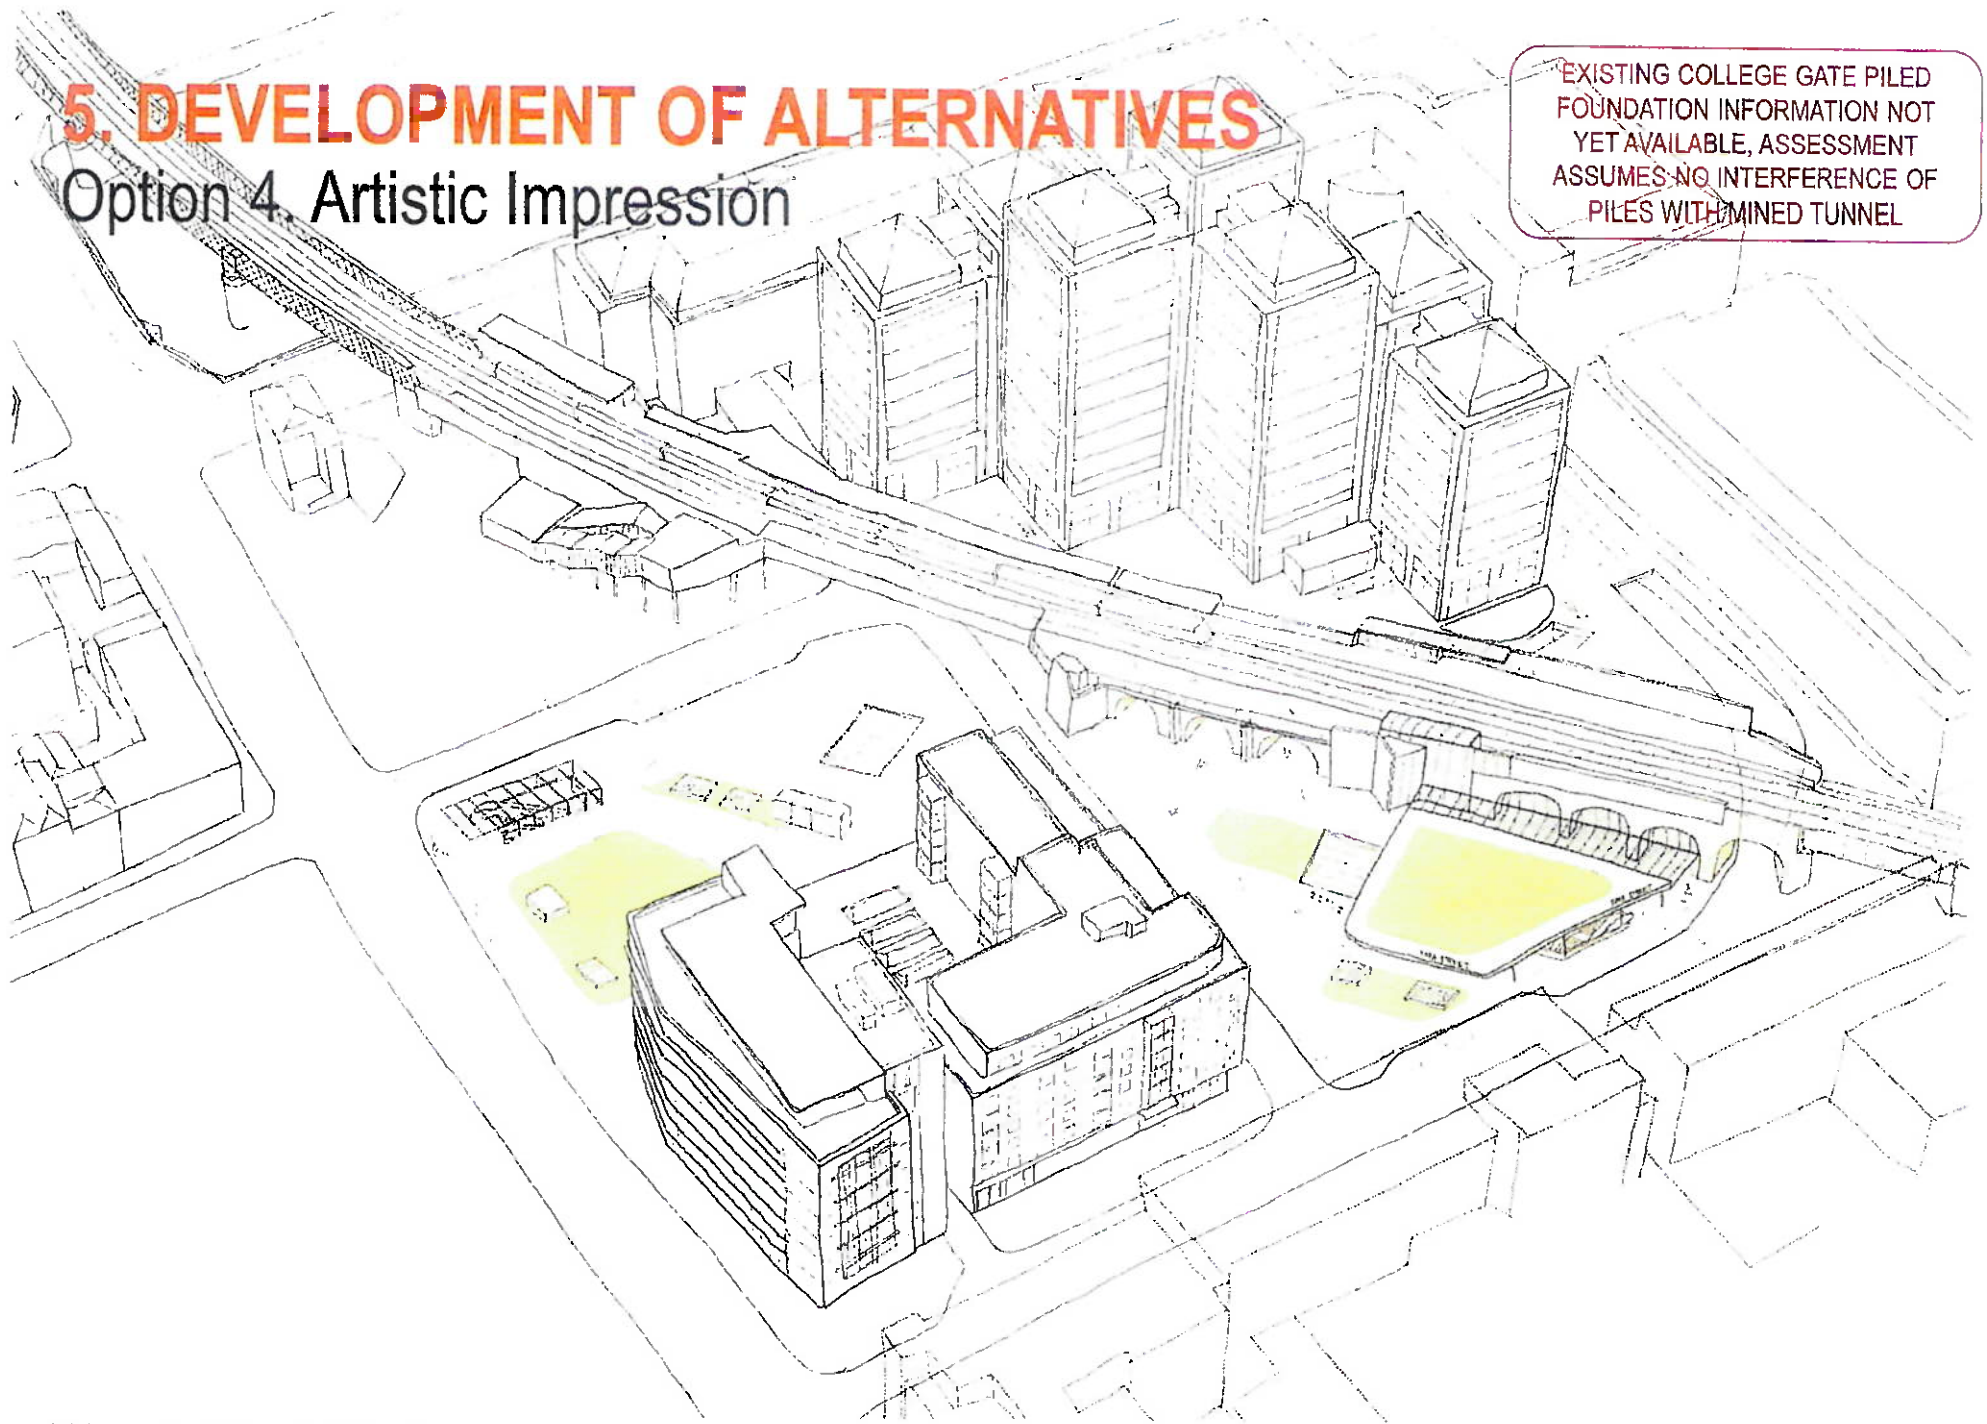 5. DEVELOPMENT OF ALTERNATIVES
Option 4. Artistic Impression
EXISTING COLLEGE GATE PILED
FOUNDATION INFORMATION NOT
YET AVAILABLE, ASSESSMENT
ASSUMES NO INTERFERENCE OF
PILES WITH MINED TUNNEL